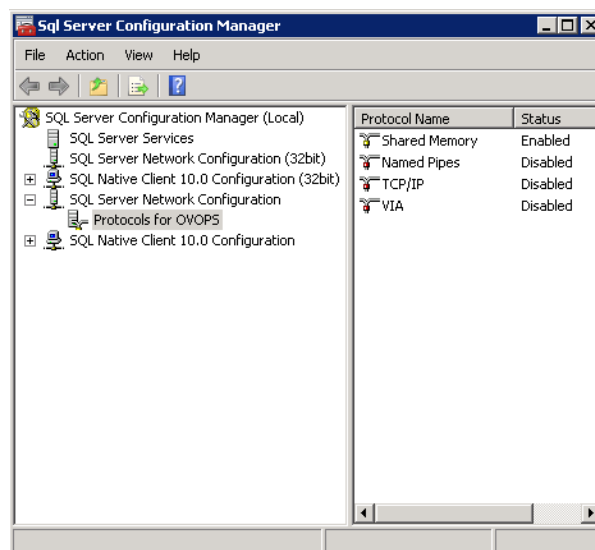 Sql Server Configuration Manager
File Action View Help
SQL Server Configuration Manager (Local)
SQL Server Services
SQL Server Network Configuration (32bit)
SQL Native Client 10.0 Configuration (32bit)
SQL Server Network Configuration
Protocols for OVOPS
SQL Native Client 10.0 Configuration
Protocol Name Status
Shared Memory Enabled
Named Pipes Disabled
TCP/IP Disabled
VIA Disabled